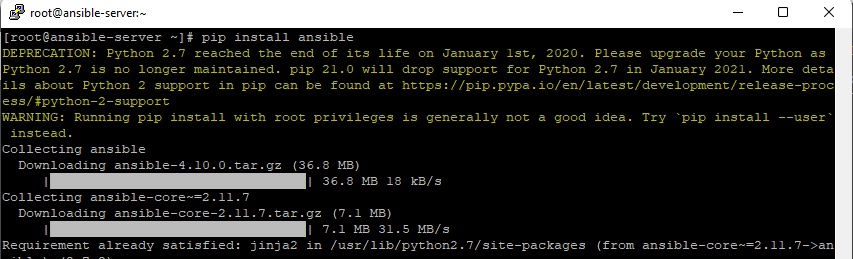 root@ansible-server:~
[root@ansible-server ~]# pip install ansible
DEPRECATION: Python 2.7 reached the end of its life on January 1st, 2020. Please upgrade your Python as
Python 2.7 is no longer maintained. pip 21.0 will drop support for Python 2.7 in January 2021. More deta
ils about Python 2 support in pip can be found at https://pip.pypa.io/en/latest/development/release-proc
ess/#python-2-support
WARNING: Running pip install with root privileges is generally not a good idea. Try `pip install --user`
instead.
Collecting ansible
Downloading ansible-4.10.0.tar.gz (36.8 MB)
|████████████████████████████████| 36.8 MB 18 kB/s
Collecting ansible-core~=2.11.7
Downloading ansible-core-2.11.7.tar.gz (7.1 MB)
|████████████████████████████████| 7.1 MB 31.5 MB/s
Requirement already satisfied: jinja2 in /usr/lib/python2.7/site-packages (from ansible-core~=2.11.7->an